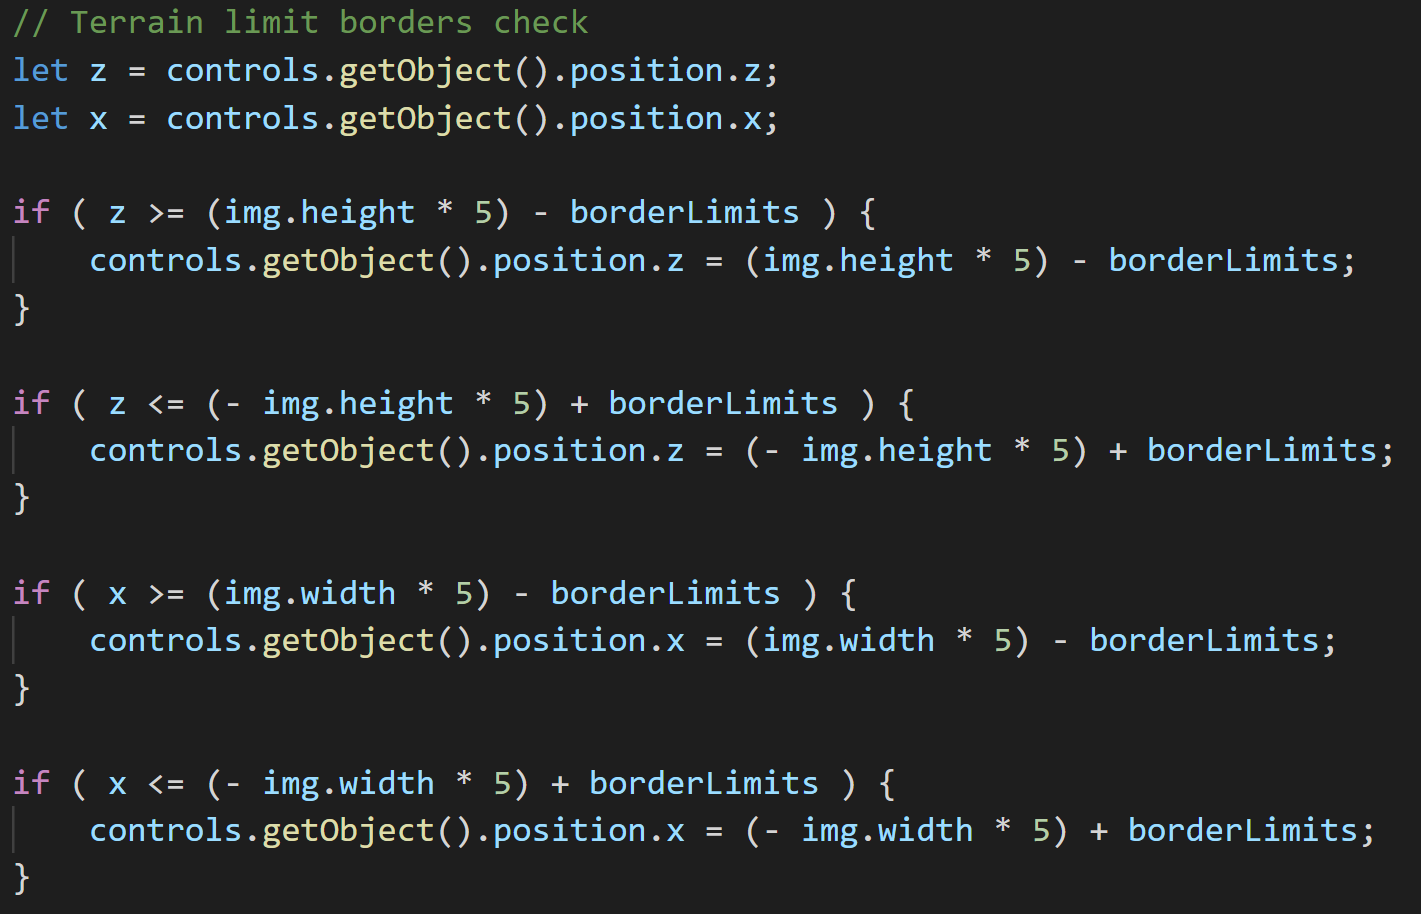 // Terrain limit borders check
let z = controls.getObject().position.z;
let x = controls.getObject().position.x;

if ( z >= (img.height * 5) - borderLimits ) {
    controls.getObject().position.z = (img.height * 5) - borderLimits;
}

if ( z <= (- img.height * 5) + borderLimits ) {
    controls.getObject().position.z = (- img.height * 5) + borderLimits;
}

if ( x >= (img.width * 5) - borderLimits ) {
    controls.getObject().position.x = (img.width * 5) - borderLimits;
}

if ( x <= (- img.width * 5) + borderLimits ) {
    controls.getObject().position.x = (- img.width * 5) + borderLimits;
}